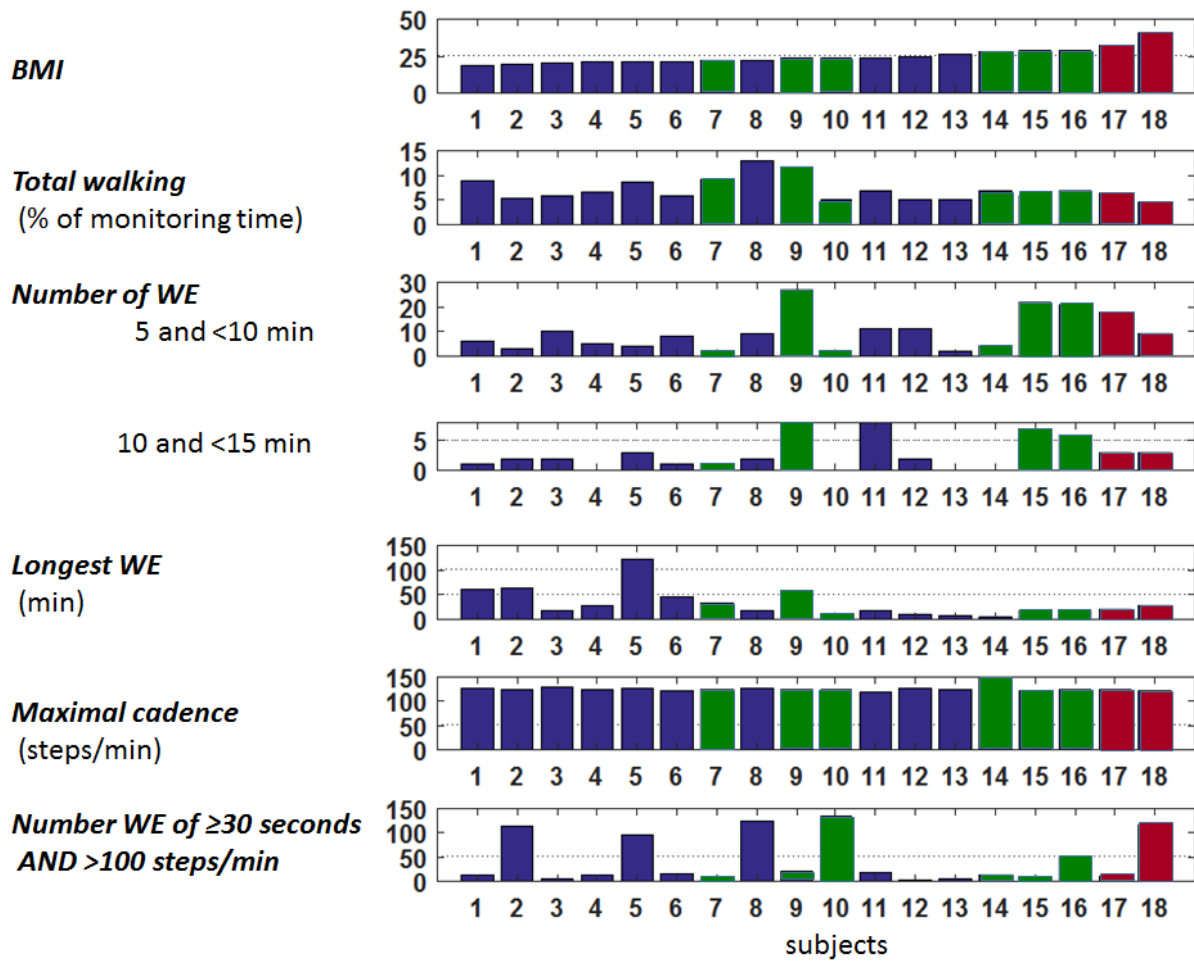 BMI
50
25
0
1 2 3 4 5 6 7 8 9 10 11 12 13 14 15 16 17 18
Total walking
(% of monitoring time)
15
10
5
0
1 2 3 4 5 6 7 8 9 10 11 12 13 14 15 16 17 18
Number of WE
5 and <10 min
30
20
10
0
1 2 3 4 5 6 7 8 9 10 11 12 13 14 15 16 17 18
10 and <15 min
5
0
1 2 3 4 5 6 7 8 9 10 11 12 13 14 15 16 17 18
Longest WE
(min)
150
100
50
0
1 2 3 4 5 6 7 8 9 10 11 12 13 14 15 16 17 18
Maximal cadence
(steps/min)
150
100
50
0
1 2 3 4 5 6 7 8 9 10 11 12 13 14 15 16 17 18
Number WE of ≥30 seconds
AND >100 steps/min
150
100
50
0
1 2 3 4 5 6 7 8 9 10 11 12 13 14 15 16 17 18
subjects